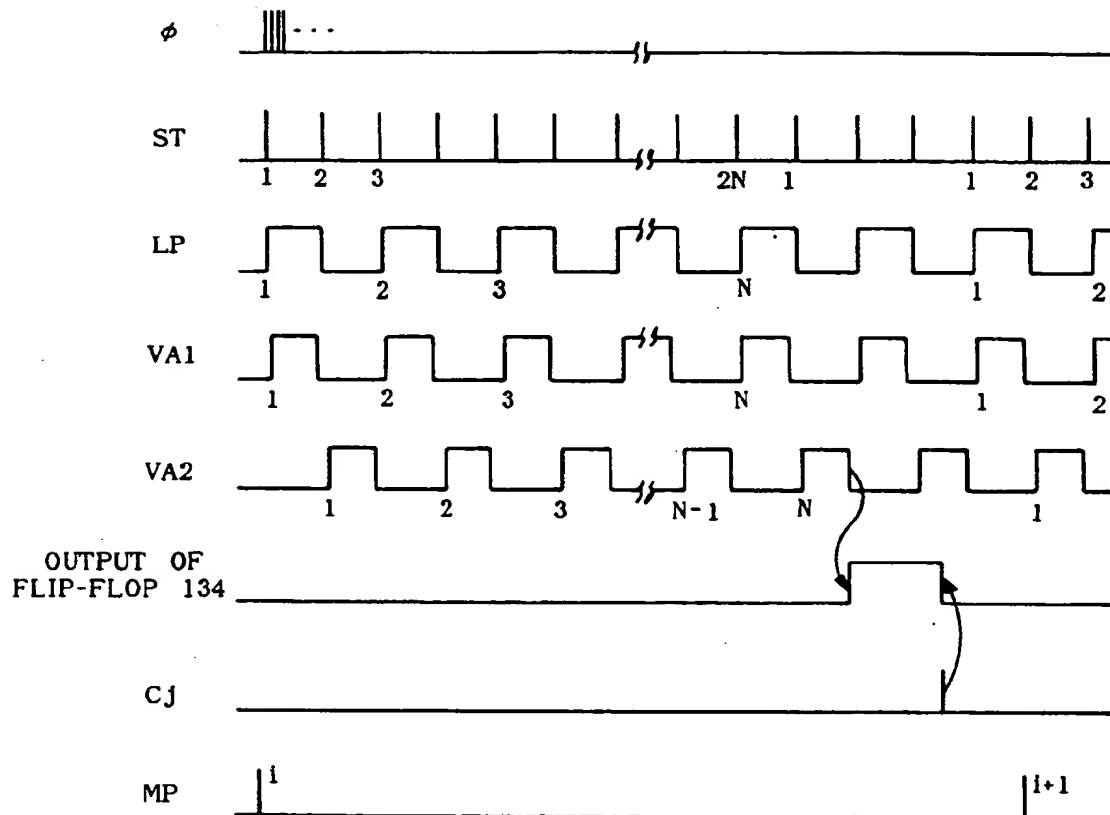 ϕ
ST
1 2 3 2N 1 1 2 3
LP
1 2 3 N 1 2
VA1
1 2 3 N 1 2
VA2
1 2 3 N-1 N 1
OUTPUT OF
FLIP-FLOP 134
Cj
MP
i i+1